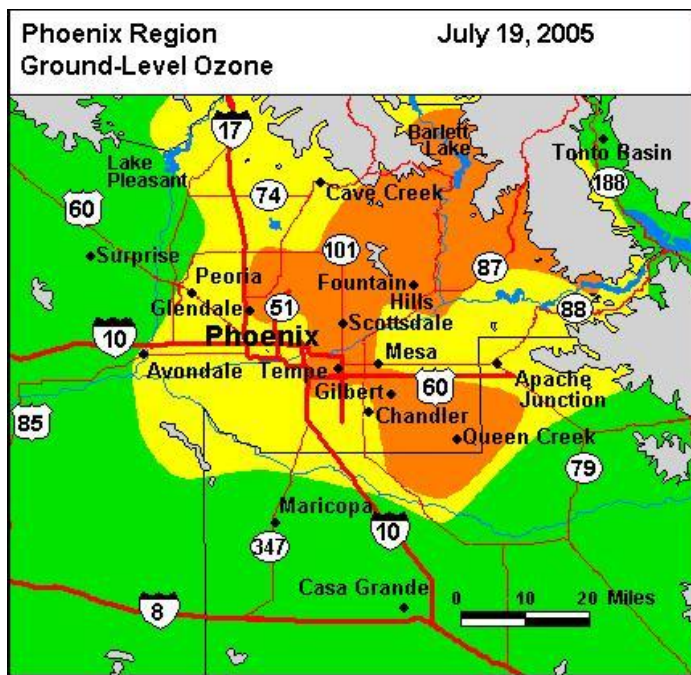 Phoenix Region July 19, 2005
Ground-Level Ozone
17
Barlett
Lake
Tonto Basin
Lake
Pleasant
188
74
Cave Creek
60
101
Surprise
87
Peoria
Fountain
Hills
51
Glendale
88
Scottsdale
10
Phoenix
Mesa
Avondale
Tempe
60
Apache
Junction
Gilbert
85
Chandler
Queen Creek
79
Maricopa
10
347
Casa Grande
0 10 20 Miles
8